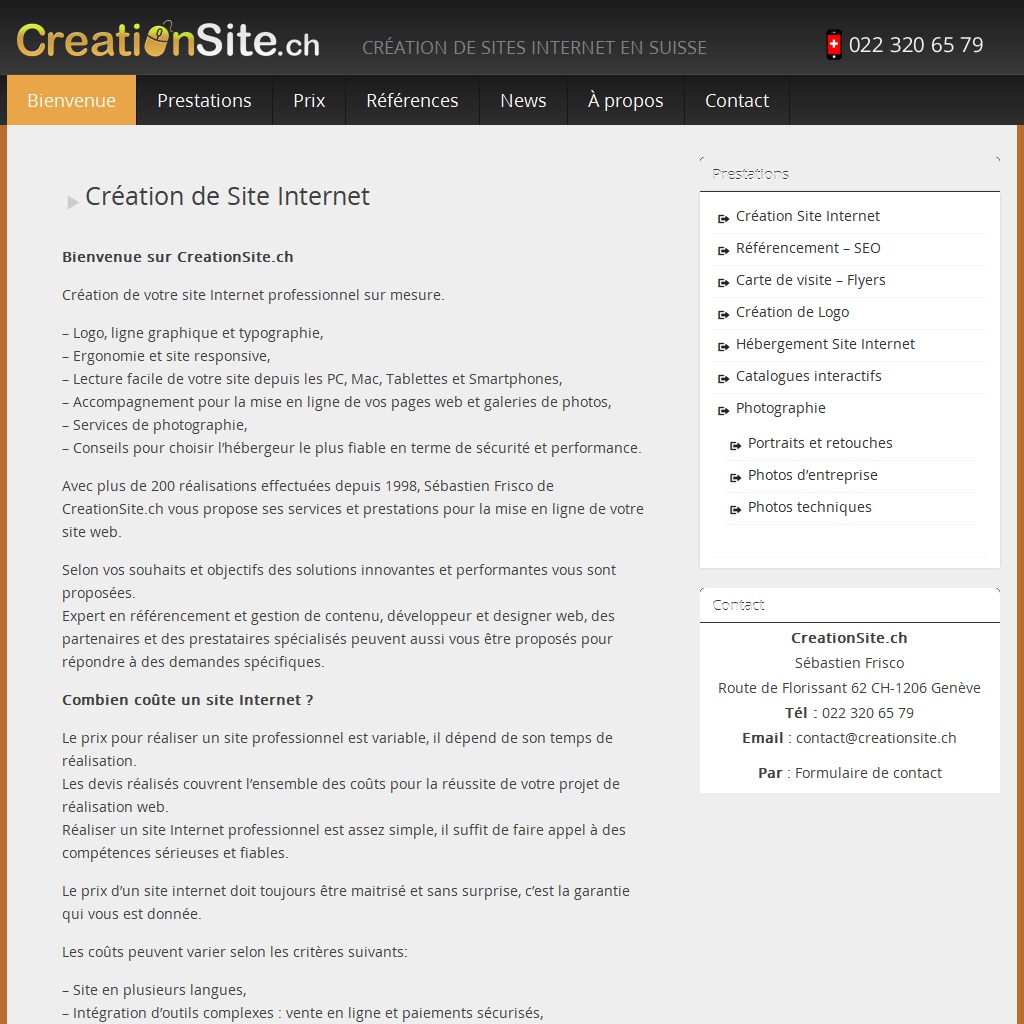 CreationSite.ch
CRÉATION DE SITES INTERNET EN SUISSE
022 320 65 79
Bienvenue
Prestations
Prix
Références
News
À propos
Contact
Création de Site Internet
Bienvenue sur CreationSite.ch
Création de votre site Internet professionnel sur mesure.
– Logo, ligne graphique et typographie,
– Ergonomie et site responsive,
– Lecture facile de votre site depuis les PC, Mac, Tablettes et Smartphones,
– Accompagnement pour la mise en ligne de vos pages web et galeries de photos,
– Services de photographie,
– Conseils pour choisir l’hébergeur le plus fiable en terme de sécurité et performance.
Avec plus de 200 réalisations effectuées depuis 1998, Sébastien Frisco de
CreationSite.ch vous propose ses services et prestations pour la mise en ligne de votre
site web.
Selon vos souhaits et objectifs des solutions innovantes et performantes vous sont
proposées.
Expert en référencement et gestion de contenu, développeur et designer web, des
partenaires et des prestataires spécialisés peuvent aussi vous être proposés pour
répondre à des demandes spécifiques.
Combien coûte un site Internet ?
Le prix pour réaliser un site professionnel est variable, il dépend de son temps de
réalisation.
Les devis réalisés couvrent l’ensemble des coûts pour la réussite de votre projet de
réalisation web.
Réaliser un site Internet professionnel est assez simple, il suffit de faire appel à des
compétences sérieuses et fiables.
Le prix d’un site internet doit toujours être maitrisé et sans surprise, c’est la garantie
qui vous est donnée.
Les coûts peuvent varier selon les critères suivants:
– Site en plusieurs langues,
– Intégration d’outils complexes : vente en ligne et paiements sécurisés,
Prestations
Création Site Internet
Référencement – SEO
Carte de visite – Flyers
Création de Logo
Hébergement Site Internet
Catalogues interactifs
Photographie
Portraits et retouches
Photos d’entreprise
Photos techniques
Contact
CreationSite.ch
Sébastien Frisco
Route de Florissant 62 CH-1206 Genève
Tél : 022 320 65 79
Email : contact@creationsite.ch
Par : Formulaire de contact